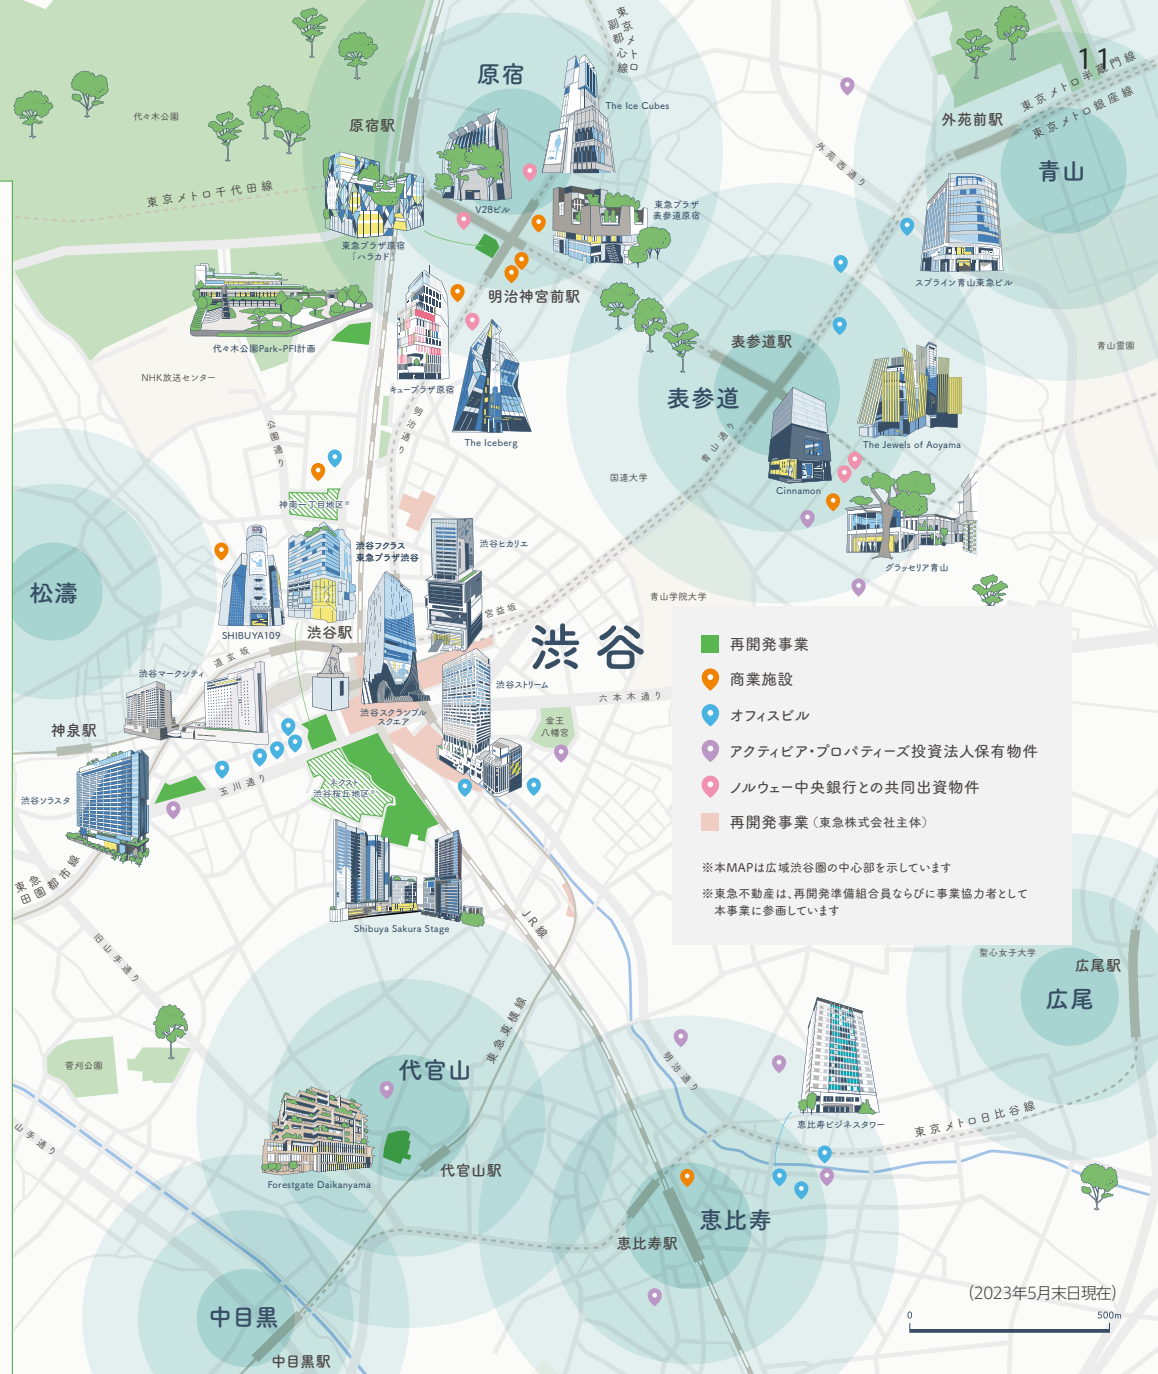 11
東京メトロ
副都心線
原宿
The Ice Cubes
原宿駅
代々木公園
東京メトロ千代田線
V28ビル
東急プラザ
表参道原宿
東急プラザ原宿
「ハラカド」
明治神宮前駅
東京メトロ半蔵門線
東京メトロ銀座線
外苑前駅
青山
外苑西通り
スプライン青山東急ビル
青山霊園
代々木公園Park-PFI計画
NHK放送センター
キュープラザ原宿
The Iceberg
明治通り
公園通り
表参道駅
表参道
青山通り
国連大学
The Jewels of Aoyama
Cinnamon
グラッセリア青山
青山学院大学
神南一丁目地区※
渋谷フクラス
東急プラザ渋谷
渋谷ヒカリエ
宮益坂
松濤
SHIBUYA109
渋谷駅
渋谷
道玄坂
渋谷マークシティ
渋谷スクランブル
スクエア
渋谷ストリーム
六本木通り
金王
八幡宮
神泉駅
渋谷ソラスタ
玉川通り
ネクスト
渋谷桜丘地区※
東急
田園都市線
Shibuya Sakura Stage
JR線
旧山手通り
菅刈公園
山手通り
東急東横線
代官山
Forestgate Daikanyama
代官山駅
中目黒
中目黒駅
明治通り
恵比寿ビジネスタワー
東京メトロ日比谷線
恵比寿
恵比寿駅
聖心女子大学
広尾駅
広尾
再開発事業
商業施設
オフィスビル
アクティビア・プロパティーズ投資法人保有物件
ノルウェー中央銀行との共同出資物件
再開発事業（東急株式会社主体）
※本MAPは広域渋谷圏の中心部を示しています
※東急不動産は、再開発準備組合員ならびに事業協力者として
本事業に参画しています
（2023年5月末日現在）
0 500m